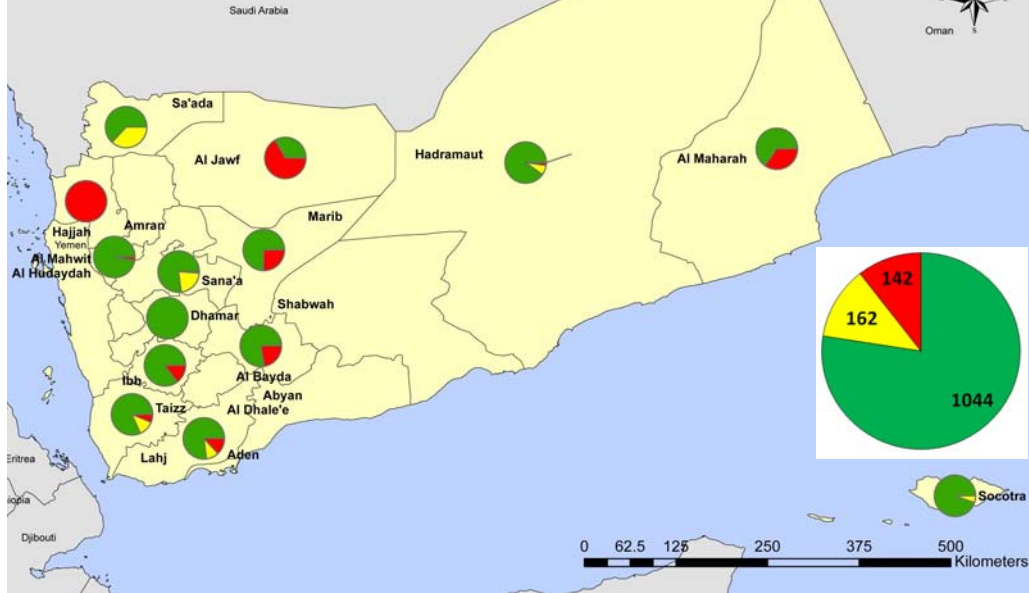 Saudi Arabia
Oman
S
Sa'ada
Al Jawf
Hadramaut
Al Maharah
Marib
Hajjah
Amran
Yemen
Al Mahwit
Al Hudaydah
Sana'a
Shabwah
Dhamar
142
162
1044
Ibb
Al Bayda
Abyan
Taizz
Al Dhale'e
Lahj
Aden
Eritrea
Socotra
Djibouti
0 62.5 125 250 375 500
Kilometers